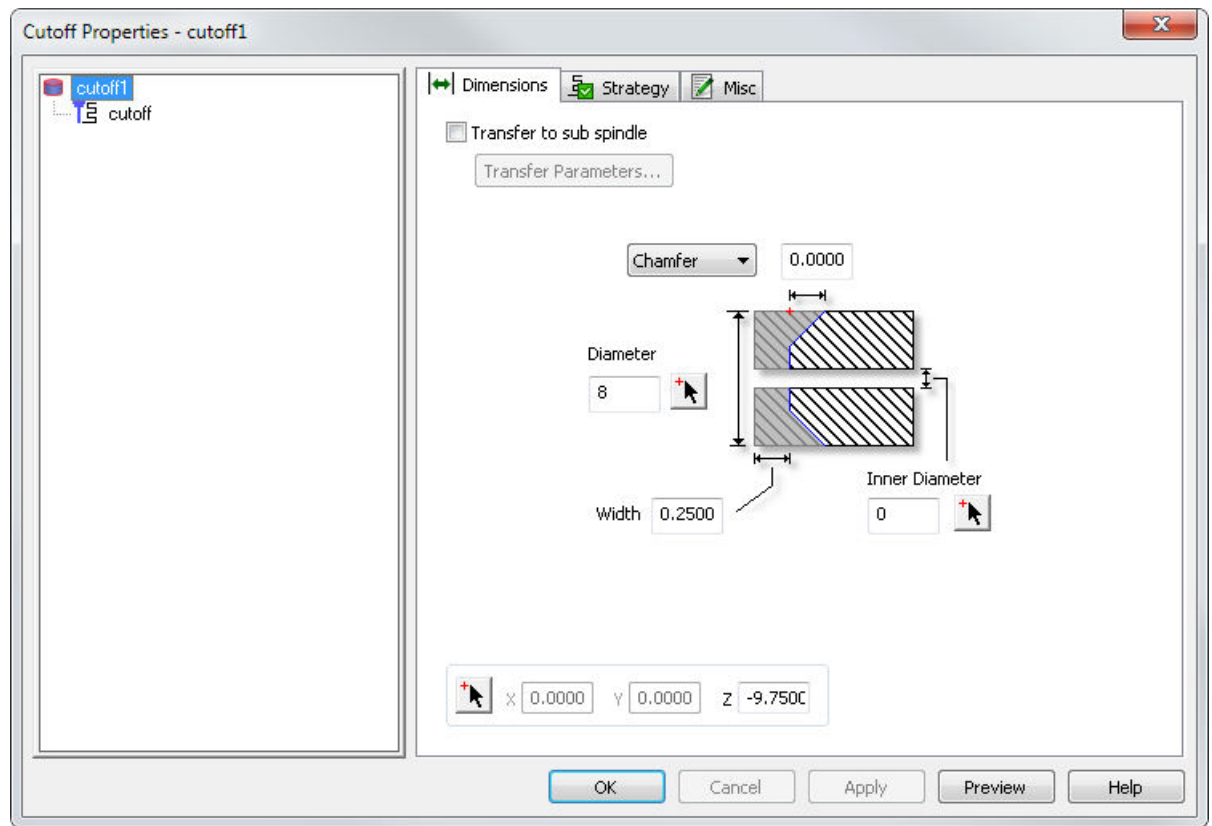 Cutoff Properties - cutoff1
cutoff1
cutoff
Dimensions Strategy Misc
Transfer to sub spindle
Transfer Parameters...
Chamfer 0.0000
Diameter
8
Inner Diameter
Width 0.2500 0
X 0.0000 Y 0.0000 Z -9.750
OK Cancel Apply Preview Help